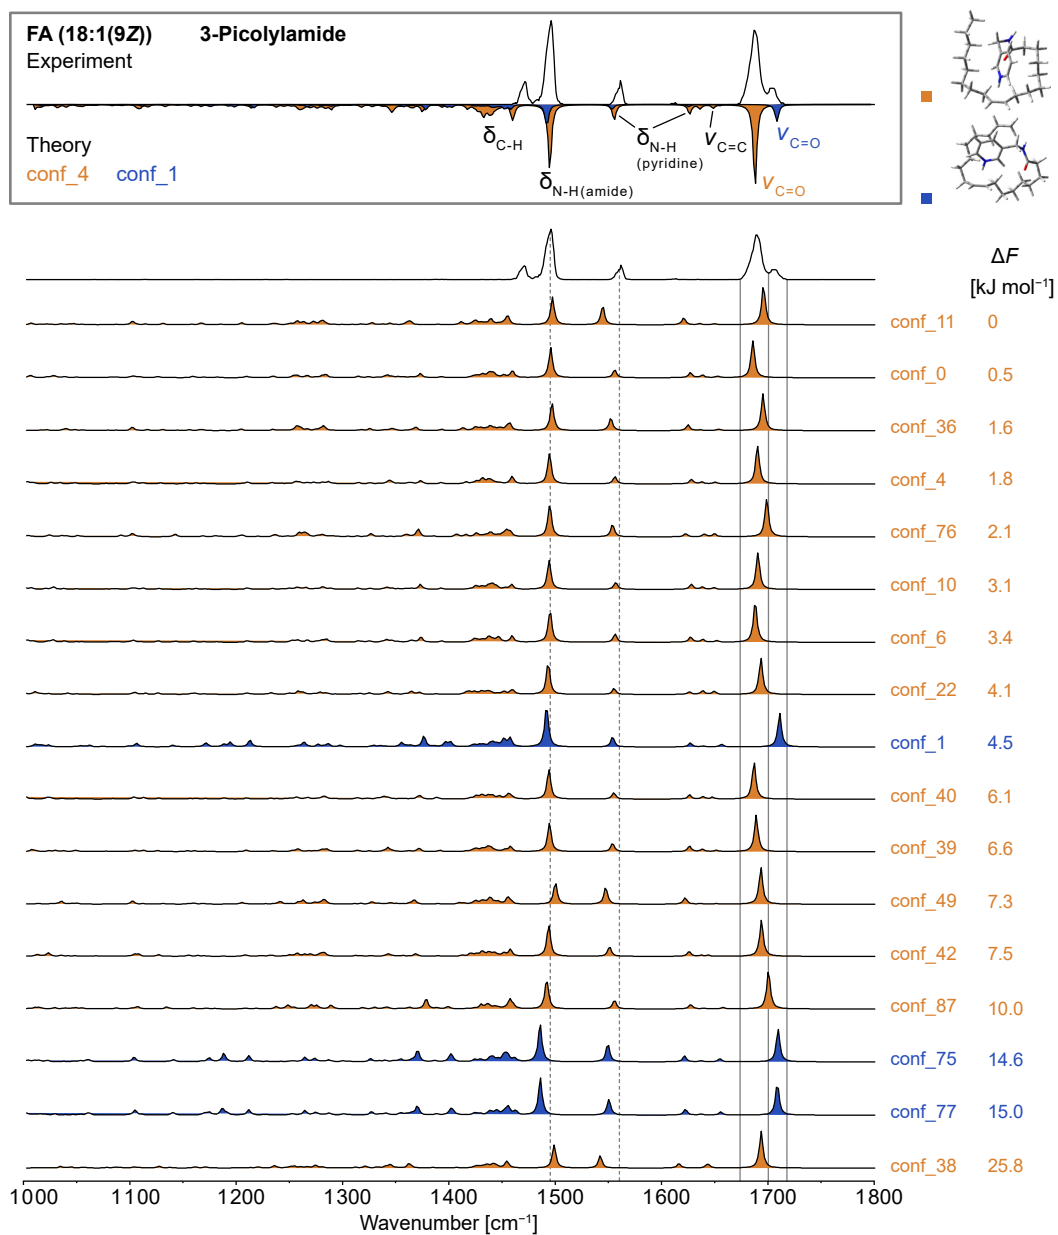 FA (18:1(9Z)) 3-Picolylamide
Experiment
Theory
conf_4 conf_1
δC-H
δN-H(amide)
δN-H
(pyridine)
νC=C
νC=O
νC=O
ΔF
[kJ mol⁻¹]
conf_11 0
conf_0 0.5
conf_36 1.6
conf_4 1.8
conf_76 2.1
conf_10 3.1
conf_6 3.4
conf_22 4.1
conf_1 4.5
conf_40 6.1
conf_39 6.6
conf_49 7.3
conf_42 7.5
conf_87 10.0
conf_75 14.6
conf_77 15.0
conf_38 25.8
1000 1100 1200 1300 1400 1500 1600 1700 1800
Wavenumber [cm⁻¹]